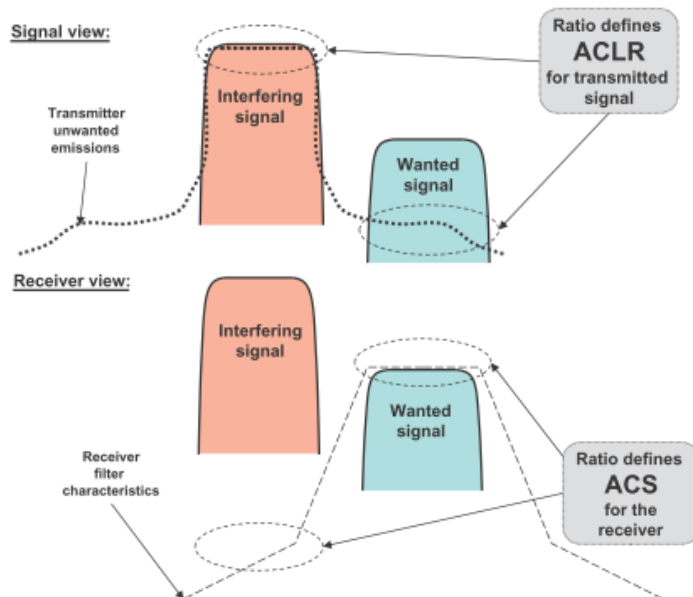 Signal view:
Ratio defines
ACLR
for transmitted
signal
Interfering
signal
Transmitter
unwanted
emissions
Wanted
signal
Receiver view:
Interfering
signal
Wanted
signal
Receiver
filter
characteristics
Ratio defines
ACS
for the
receiver